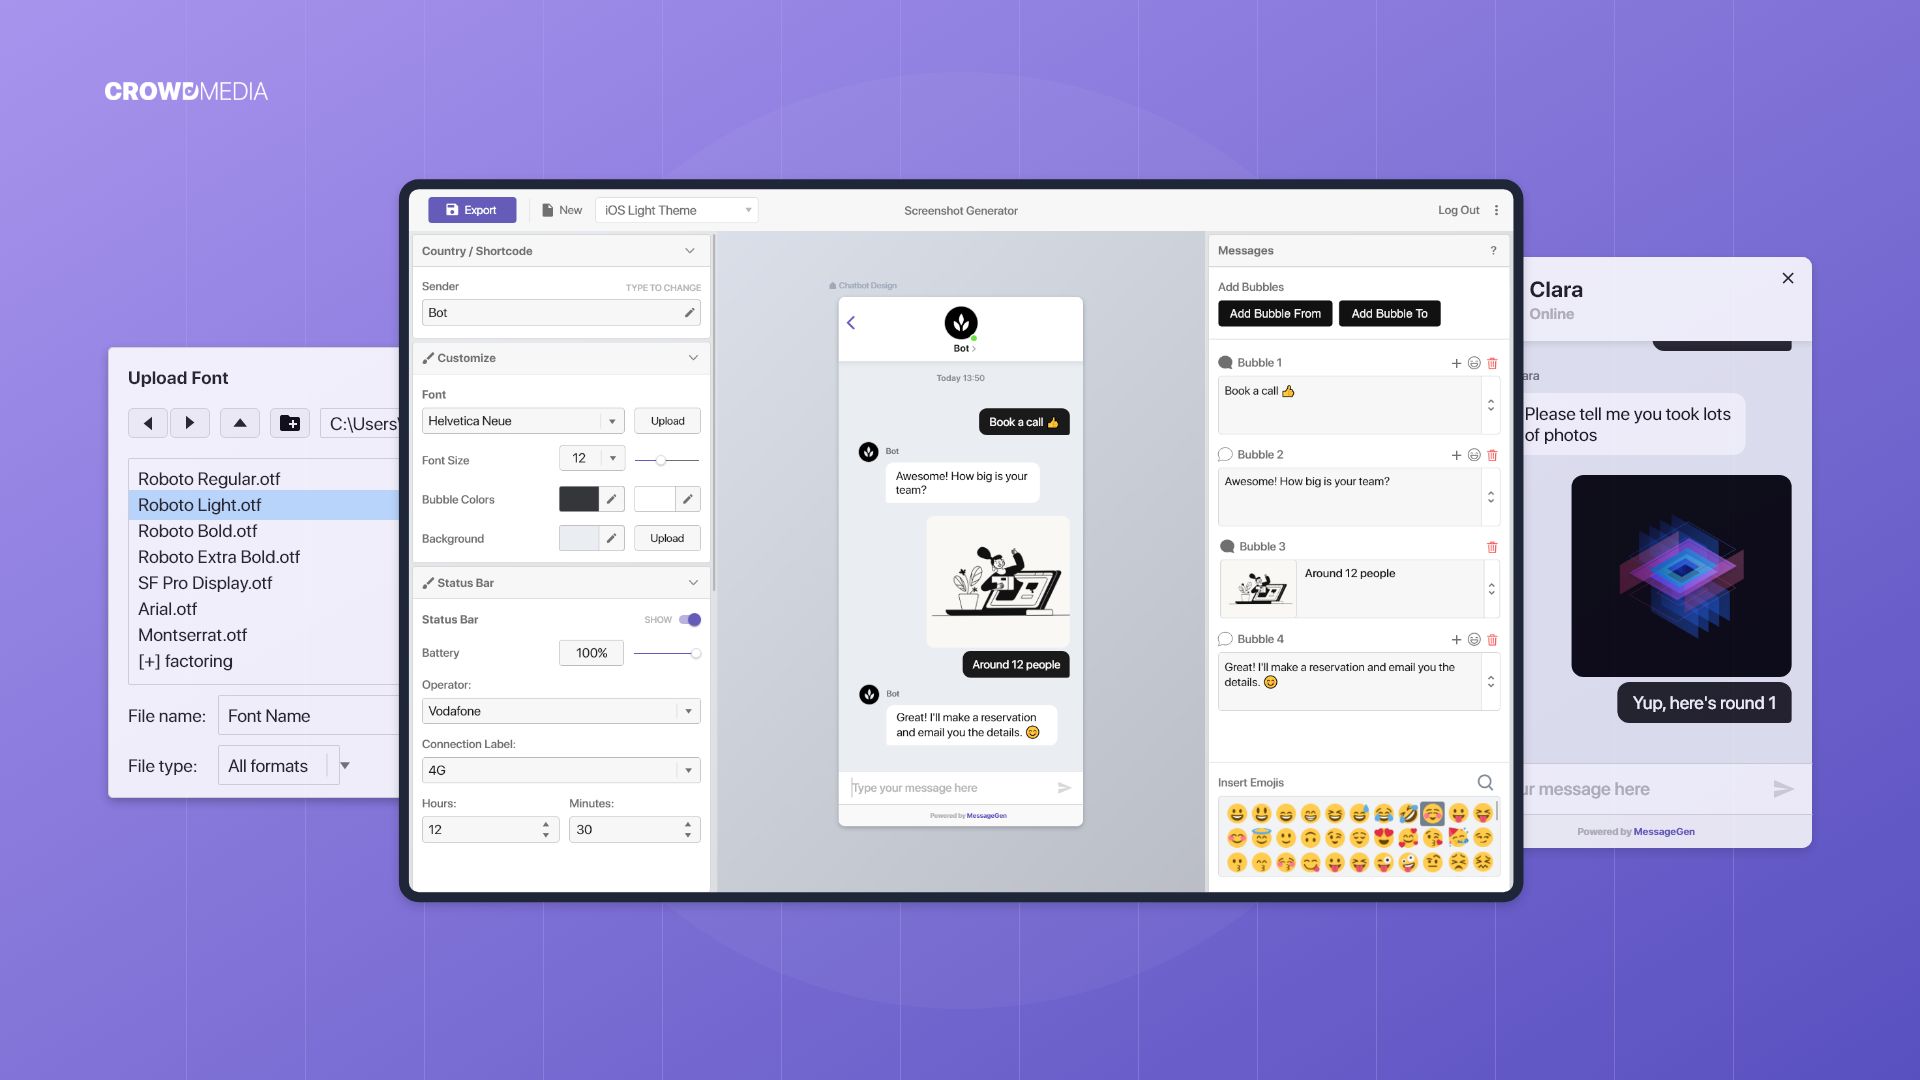 CROWDMEDIA
Upload Font
C:\Users\
Roboto Regular.otf
Roboto Light.otf
Roboto Bold.otf
Roboto Extra Bold.otf
SF Pro Display.otf
Arial.otf
Montserrat.otf
[+] factoring
File name: Font Name
File type: All formats
Export New iOS Light Theme Screenshot Generator Log Out
Country / Shortcode
Sender TYPE TO CHANGE
Bot
Customize
Font
Helvetica Neue Upload
Font Size 12
Bubble Colors
Background Upload
Status Bar
Status Bar SHOW
Battery 100%
Operator:
Vodafone
Connection Label:
4G
Hours: Minutes:
12 30
Chatbot Design
Bot >
Today 13:50
Book a call 👍
Bot
Awesome! How big is your
team?
Around 12 people
Bot
Great! I'll make a reservation
and email you the details. 😊
Type your message here
Powered by MessageGen
Messages ?
Add Bubbles
Add Bubble From Add Bubble To
Bubble 1
Book a call 👍
Bubble 2
Awesome! How big is your team?
Bubble 3
Around 12 people
Bubble 4
Great! I'll make a reservation and email you the
details. 😊
Insert Emojis
Clara
Online
ara
Please tell me you took lots
of photos
Yup, here's round 1
ur message here
Powered by MessageGen